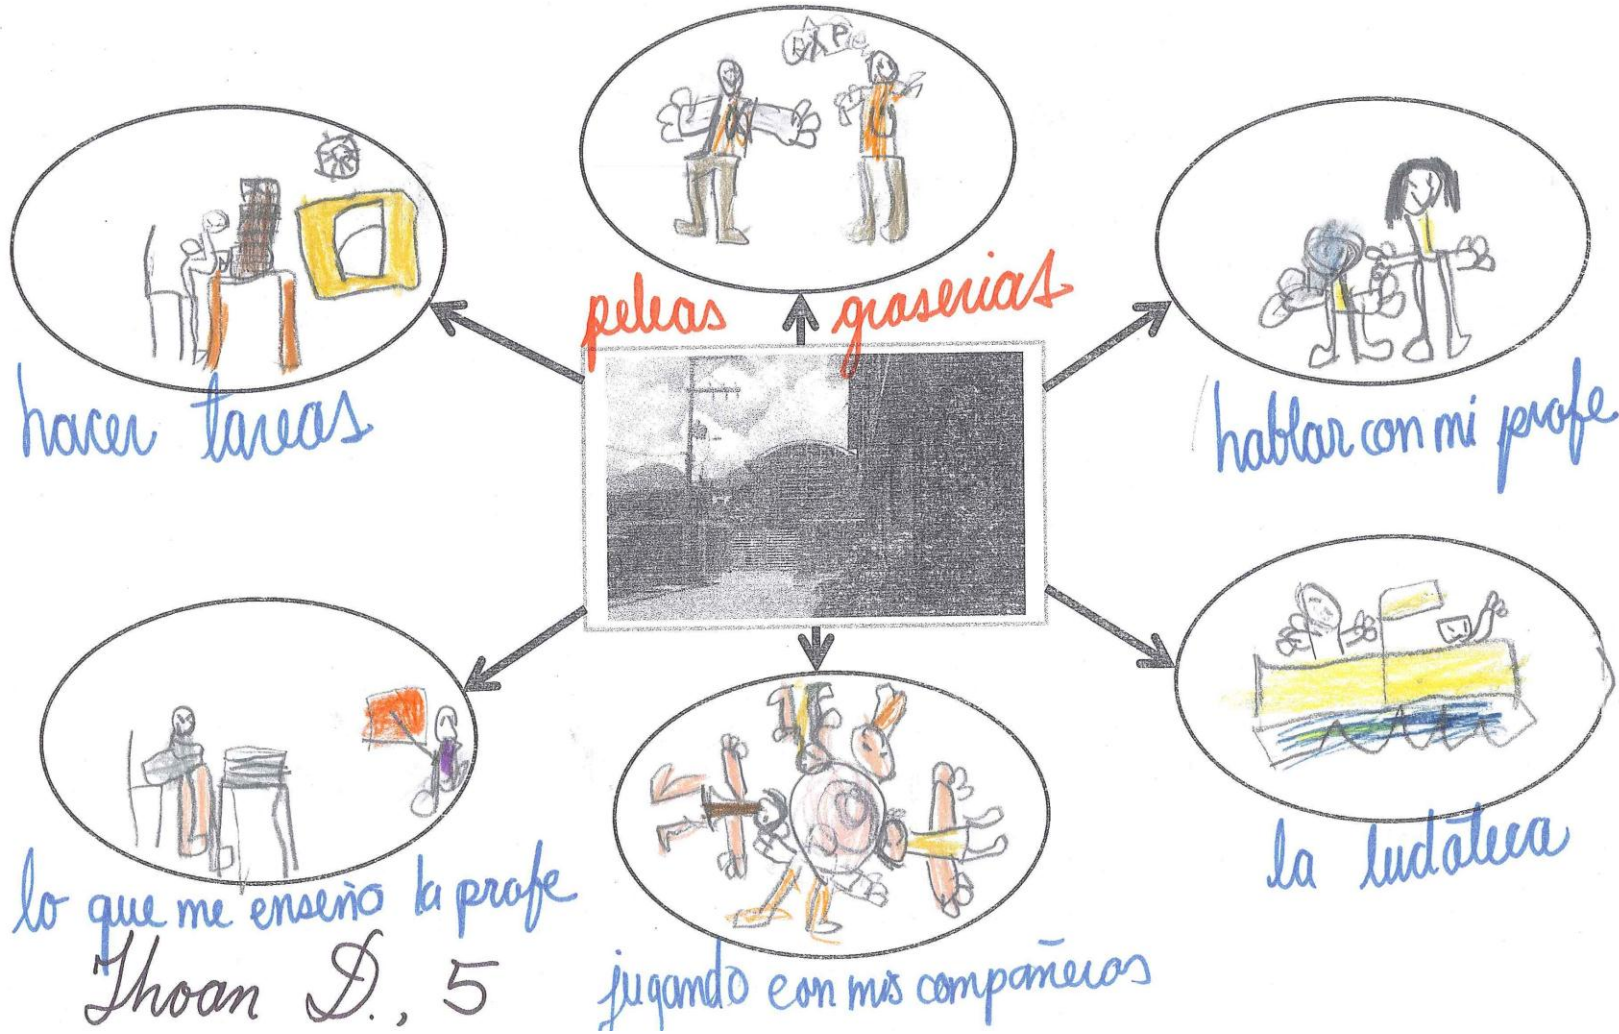 peleas groserias
hacer tareas
hablar con mi profe
lo que me enseño la profe
jugando con mis compañeros
la ludoteca
Jhoan D., 5